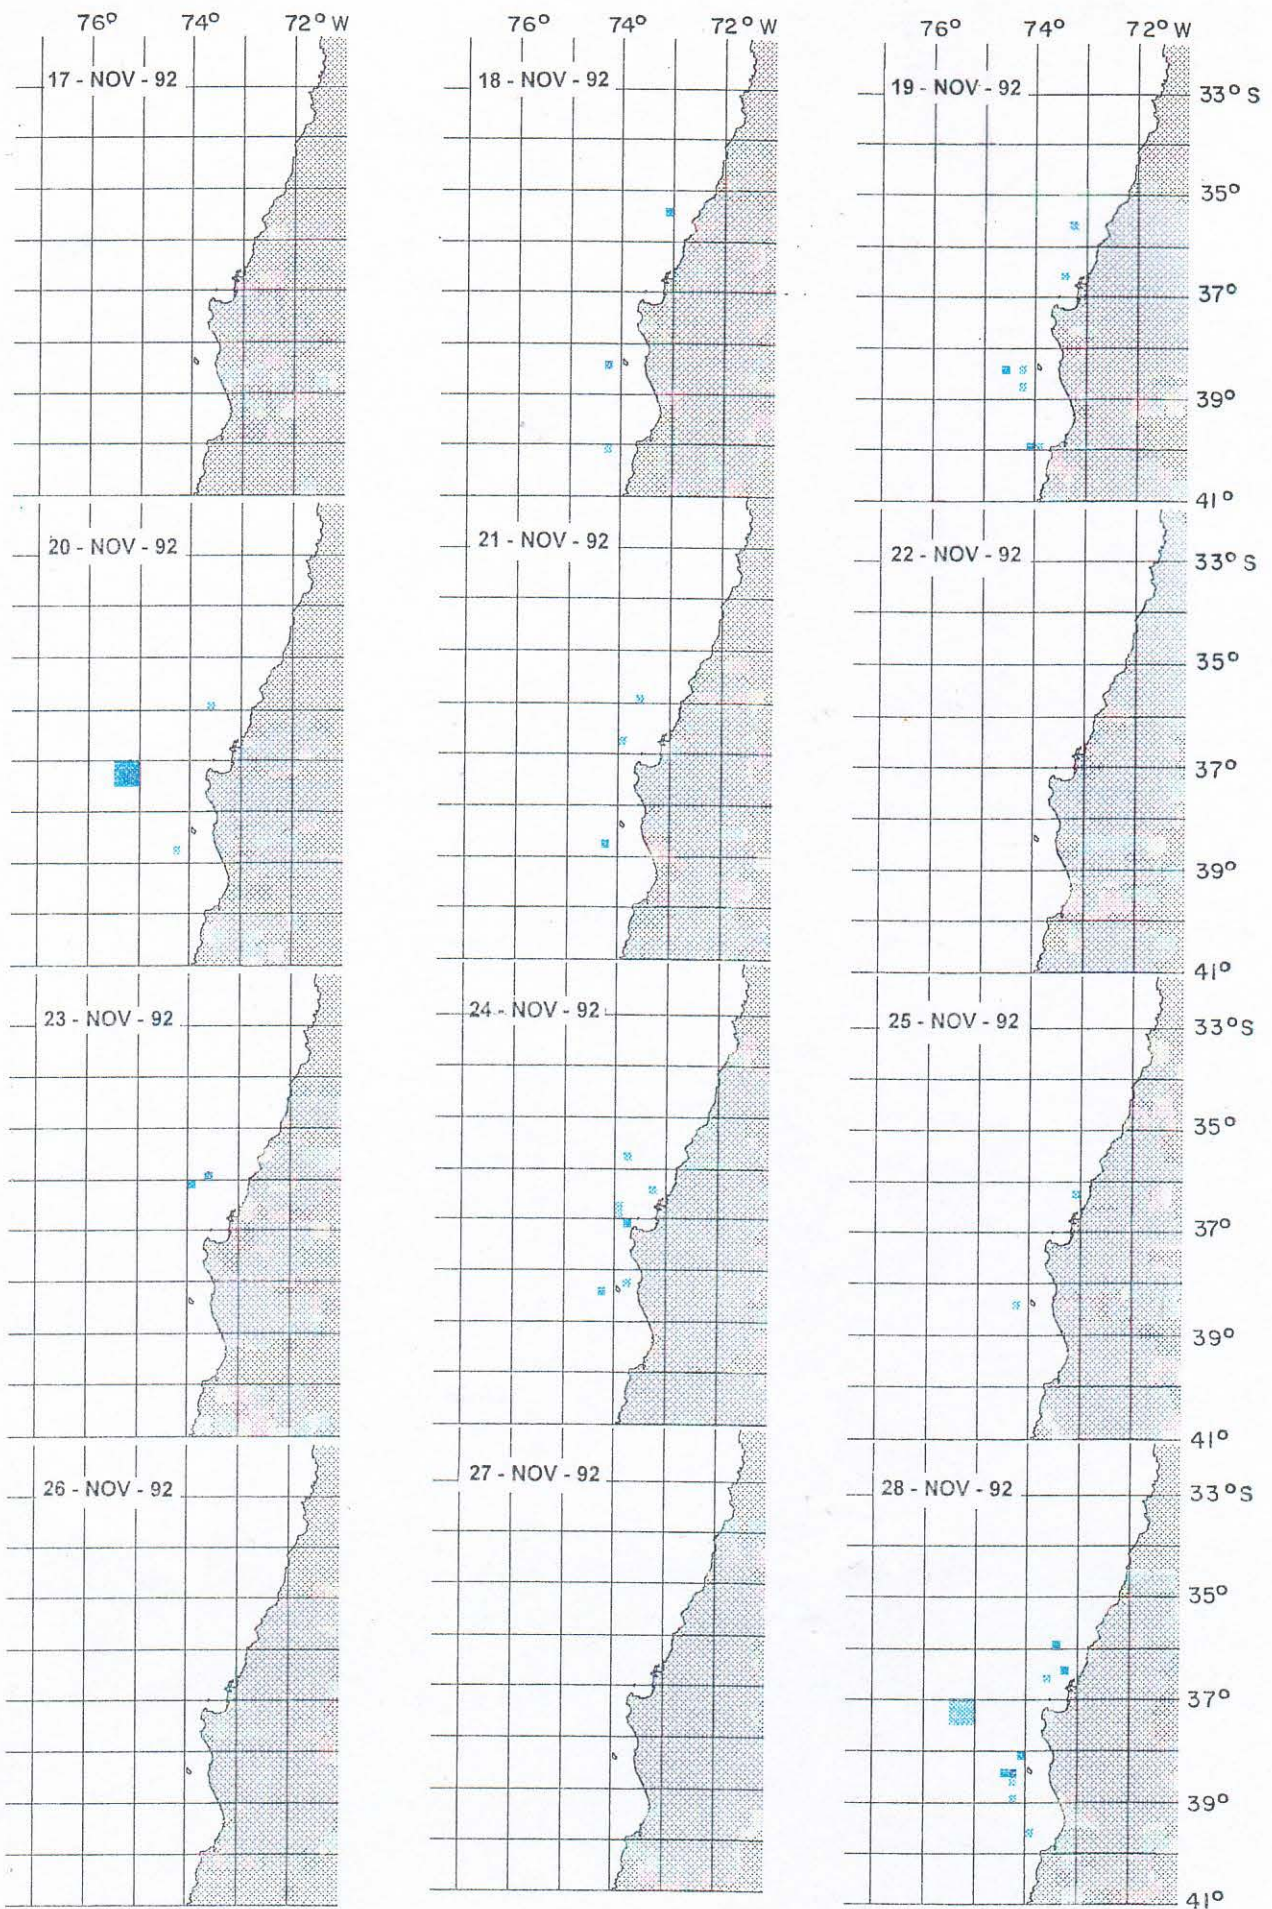 76° 74° 72° W 76° 74° 72° W 76° 74° 72° W
17 - NOV - 92
18 - NOV - 92
19 - NOV - 92
33° S
35°
37°
39°
41°
20 - NOV - 92
21 - NOV - 92
22 - NOV - 92
33° S
35°
37°
39°
41°
23 - NOV - 92
24 - NOV - 92
25 - NOV - 92
33° S
35°
37°
39°
41°
26 - NOV - 92
27 - NOV - 92
28 - NOV - 92
33° S
35°
37°
39°
41°